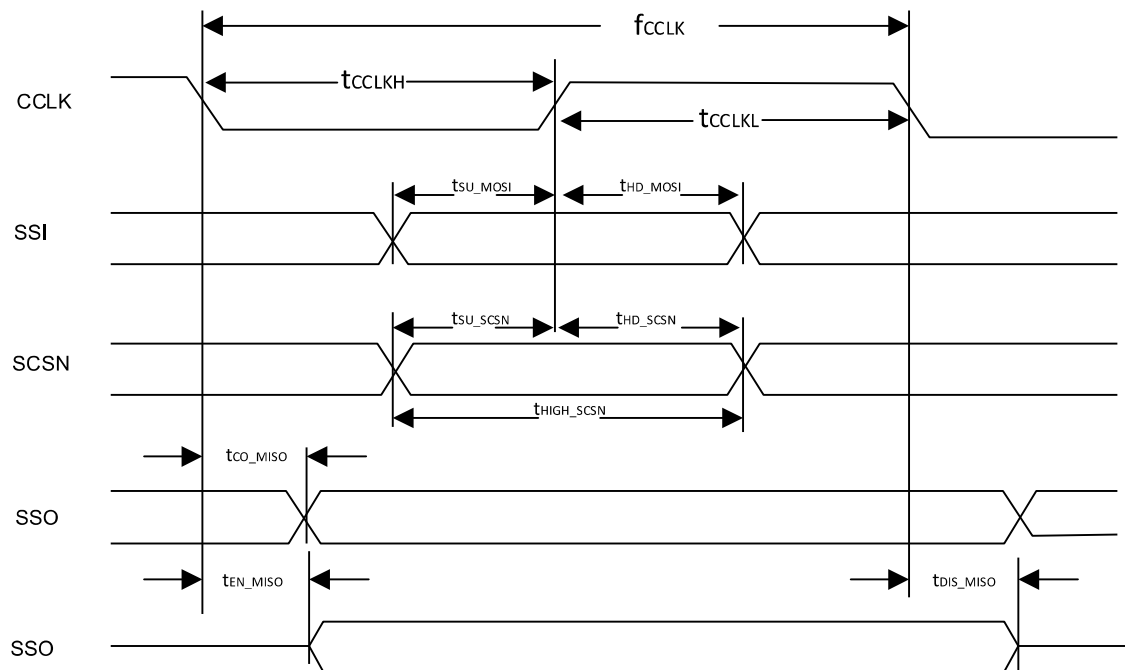 fCCLK
tCCLKH
CCLK
tCCLKL
tSU_MOSI
tHD_MOSI
SSI
tSU_SCSN
tHD_SCSN
SCSN
tHIGH_SCSN
tCO_MISO
SSO
tEN_MISO
tDIS_MISO
SSO